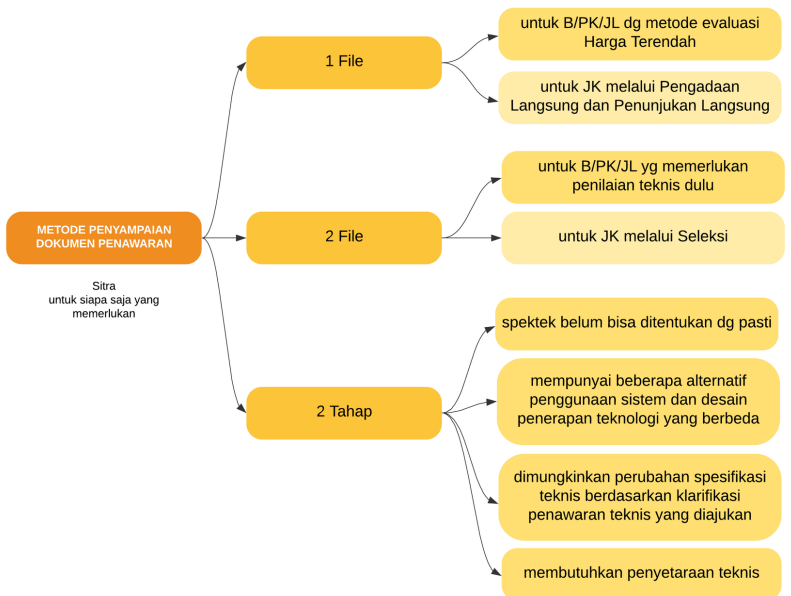 METODE PENYAMPAIAN
DOKUMEN PENAWARAN
Sitra
untuk siapa saja yang
memerlukan
1 File
untuk B/PK/JL dg metode evaluasi
Harga Terendah
untuk JK melalui Pengadaan
Langsung dan Penunjukan Langsung
2 File
untuk B/PK/JL yg memerlukan
penilaian teknis dulu
untuk JK melalui Seleksi
2 Tahap
spektek belum bisa ditentukan dg pasti
mempunyai beberapa alternatif
penggunaan sistem dan desain
penerapan teknologi yang berbeda
dimungkinkan perubahan spesifikasi
teknis berdasarkan klarifikasi
penawaran teknis yang diajukan
membutuhkan penyetaraan teknis